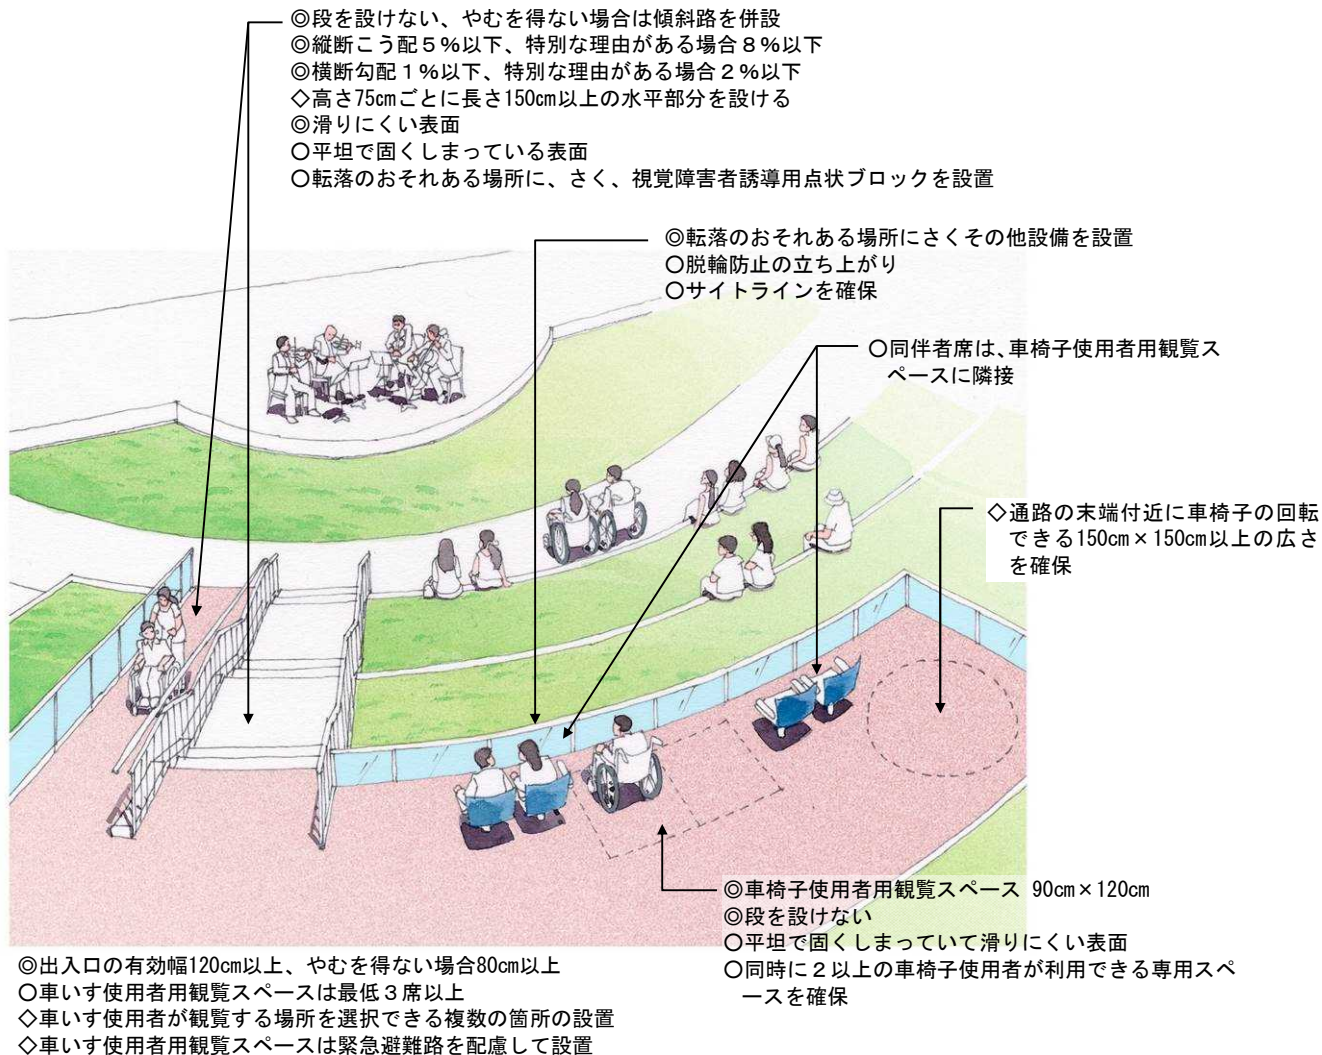 ◎段を設けない、やむを得ない場合は傾斜路を併設
◎縦断こう配５％以下、特別な理由がある場合８％以下
◎横断勾配１％以下、特別な理由がある場合２％以下
◇高さ75cmごとに長さ150cm以上の水平部分を設ける
◎滑りにくい表面
○平坦で固くしまっている表面
○転落のおそれある場所に、さく、視覚障害者誘導用点状ブロックを設置
◎転落のおそれある場所にさくその他設備を設置
○脱輪防止の立ち上がり
○サイトラインを確保
○同伴者席は、車椅子使用者用観覧ス
ペースに隣接
◇通路の末端付近に車椅子の回転
できる150cm×150cm以上の広さ
を確保
◎車椅子使用者用観覧スペース 90cm×120cm
◎段を設けない
○平坦で固くしまっていて滑りにくい表面
○同時に２以上の車椅子使用者が利用できる専用スペ
ースを確保
◎出入口の有効幅120cm以上、やむを得ない場合80cm以上
○車いす使用者用観覧スペースは最低３席以上
◇車いす使用者が観覧する場所を選択できる複数の箇所の設置
◇車いす使用者用観覧スペースは緊急避難路を配慮して設置